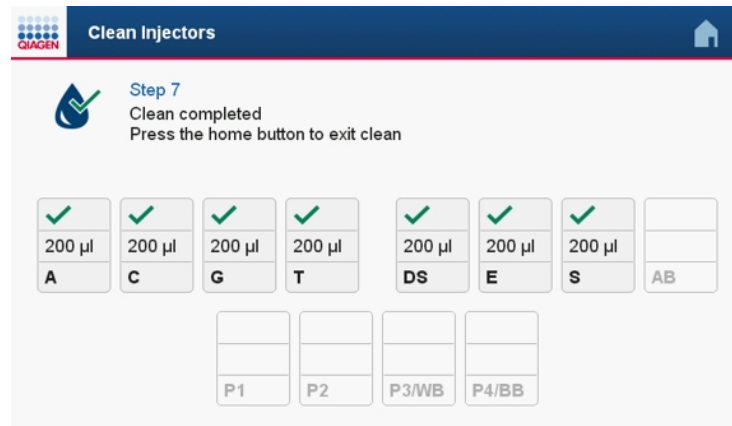 QIAGEN
Clean Injectors
Step 7
Clean completed
Press the home button to exit clean
200 µl 200 µl 200 µl 200 µl 200 µl 200 µl 200 µl
A C G T DS E S AB
P1 P2 P3/WB P4/BB